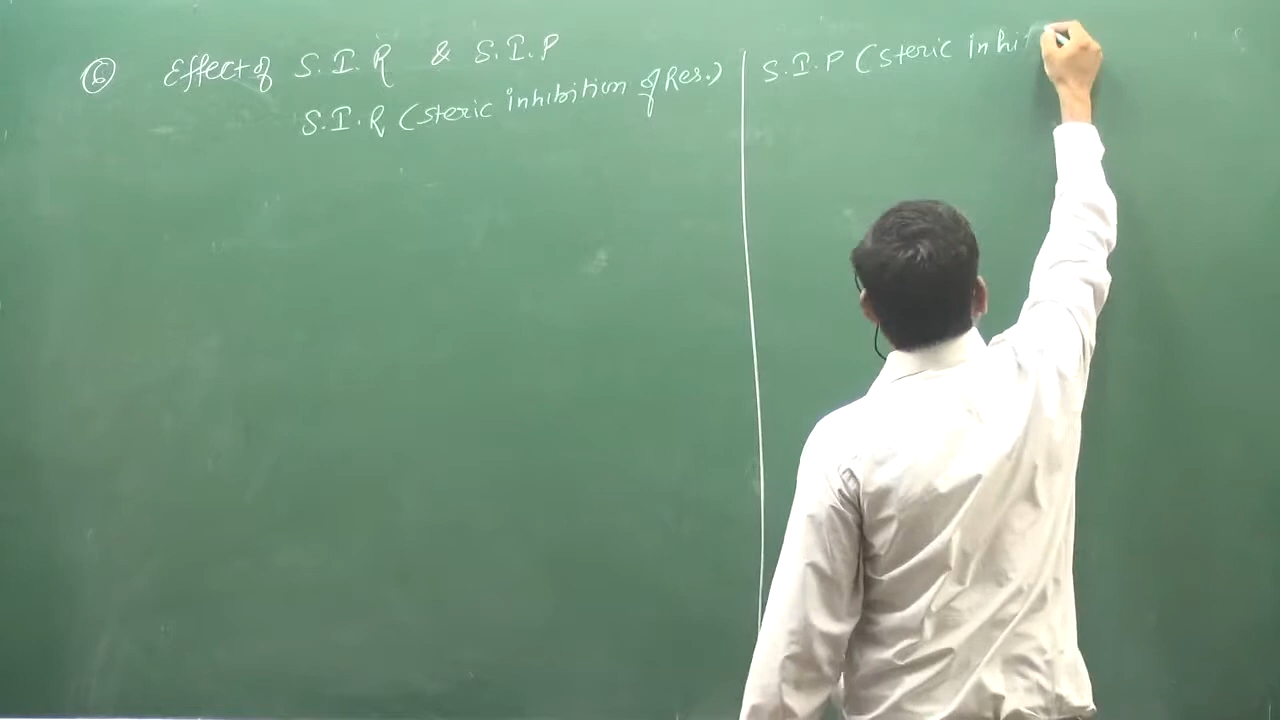 ⑥ Effect of S.I.R & S.I.P
S.I.R (Steric inhibition of Res.)
S.I.P (Steric inhi